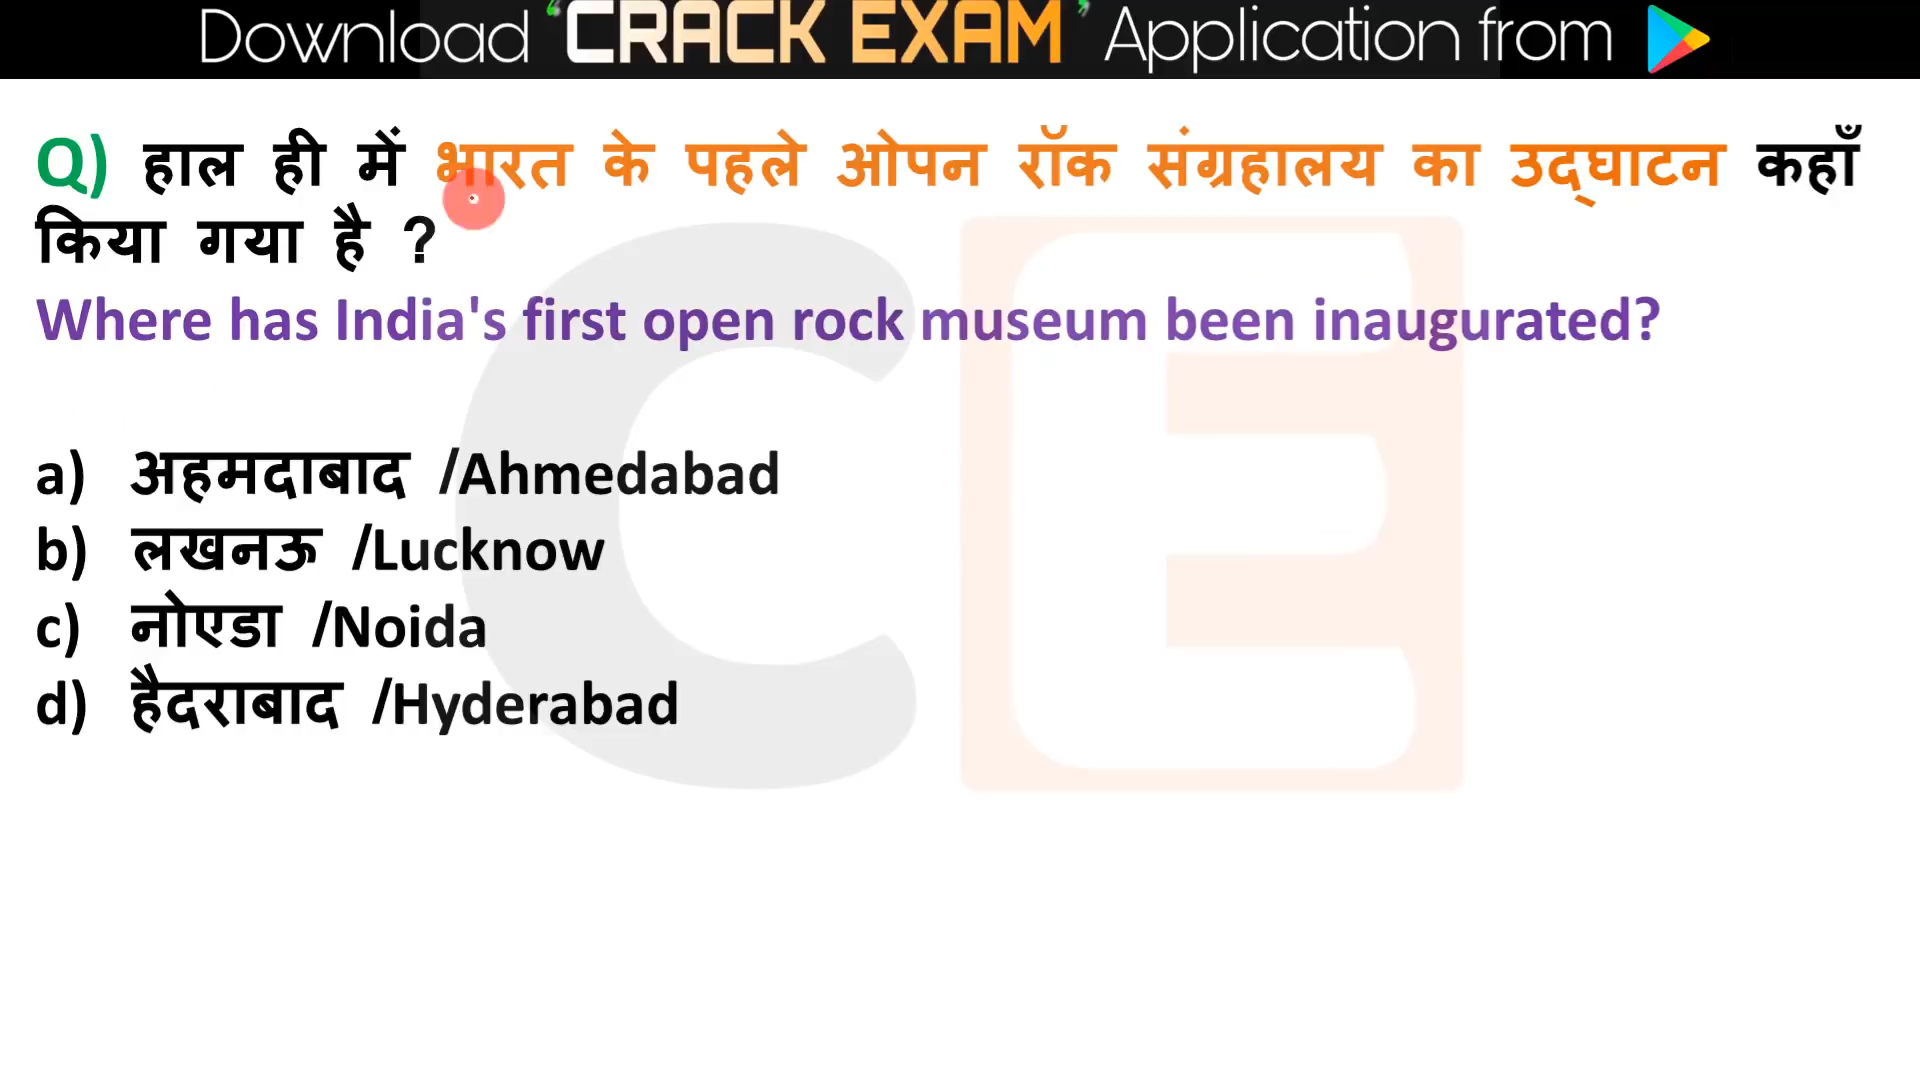 Download 'CRACK EXAM' Application from
Q) हाल ही में भारत के पहले ओपन रॉक संग्रहालय का उद्घाटन कहाँ
किया गया है ?
Where has India's first open rock museum been inaugurated?
a) अहमदाबाद /Ahmedabad
b) लखनऊ /Lucknow
c) नोएडा /Noida
d) हैदराबाद /Hyderabad
CE